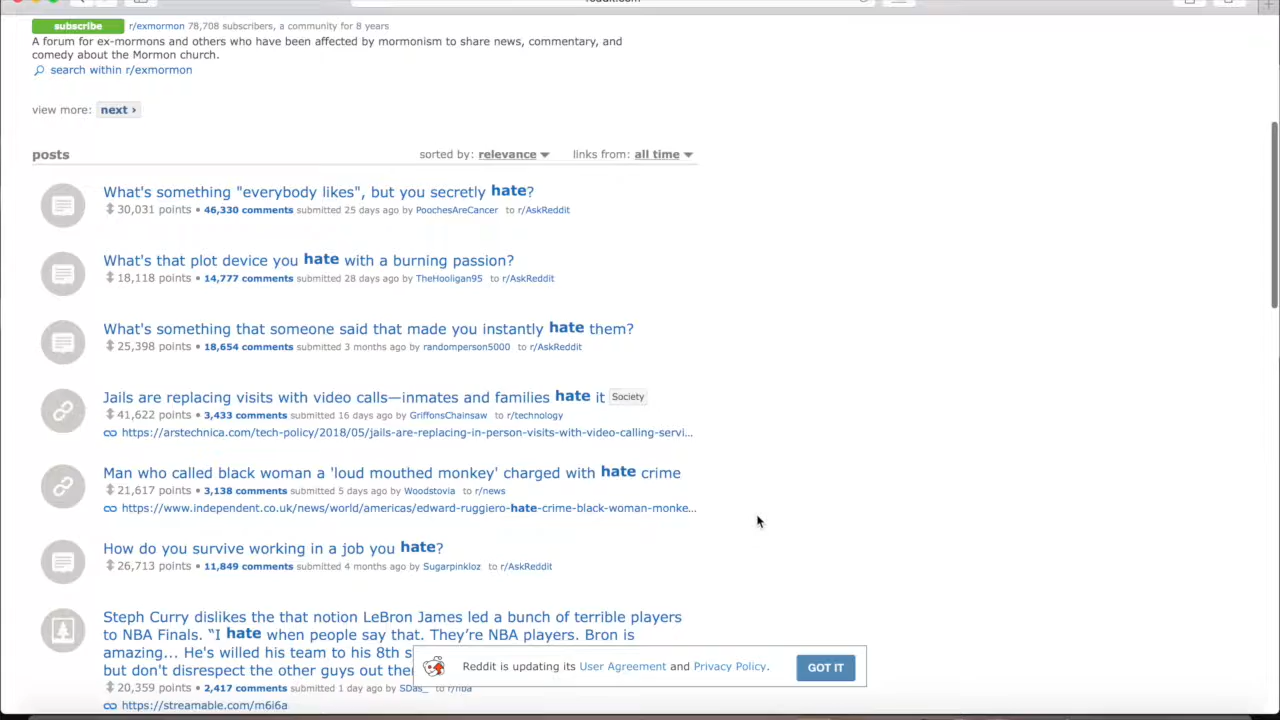 subscribe r/exmormon 78,708 subscribers, a community for 8 years
A forum for ex-mormons and others who have been affected by mormonism to share news, commentary, and
comedy about the Mormon church.
search within r/exmormon
view more: next ›
posts sorted by: relevance links from: all time
What's something "everybody likes", but you secretly hate?
30,031 points • 46,330 comments submitted 25 days ago by PoochesAreCancer to r/AskReddit
What's that plot device you hate with a burning passion?
18,118 points • 14,777 comments submitted 28 days ago by TheHooligan95 to r/AskReddit
What's something that someone said that made you instantly hate them?
25,398 points • 18,654 comments submitted 3 months ago by randomperson5000 to r/AskReddit
Jails are replacing visits with video calls—inmates and families hate it Society
41,622 points • 3,433 comments submitted 16 days ago by GriffonsChainsaw to r/technology
https://arstechnica.com/tech-policy/2018/05/jails-are-replacing-in-person-visits-with-video-calling-servi...
Man who called black woman a 'loud mouthed monkey' charged with hate crime
21,617 points • 3,138 comments submitted 5 days ago by Woodstovia to r/news
https://www.independent.co.uk/news/world/americas/edward-ruggiero-hate-crime-black-woman-monke...
How do you survive working in a job you hate?
26,713 points • 11,849 comments submitted 4 months ago by Sugarpinkloz to r/AskReddit
Steph Curry dislikes the that notion LeBron James led a bunch of terrible players
to NBA Finals. “I hate when people say that. They’re NBA players. Bron is
amazing... He's willed his team to his 8th s
but don't disrespect the other guys out the
Reddit is updating its User Agreement and Privacy Policy. GOT IT
20,359 points • 2,417 comments submitted 1 day ago by SDas_ to r/nba
https://streamable.com/m6i6a